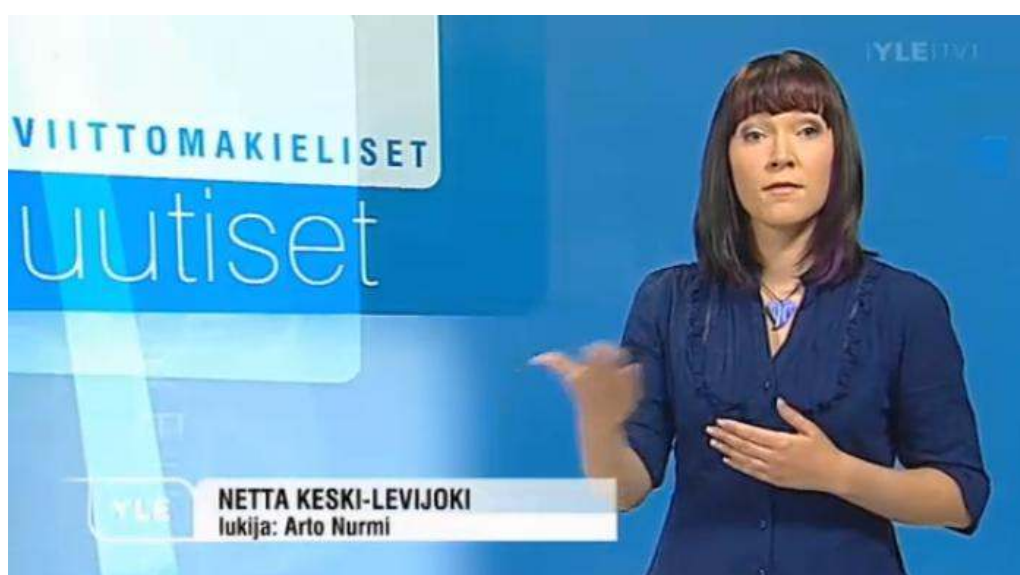 YLE TV1
VIITTOMAKIELISET
uutiset
YLE
NETTA KESKI-LEVIJOKI
lukija: Arto Nurmi